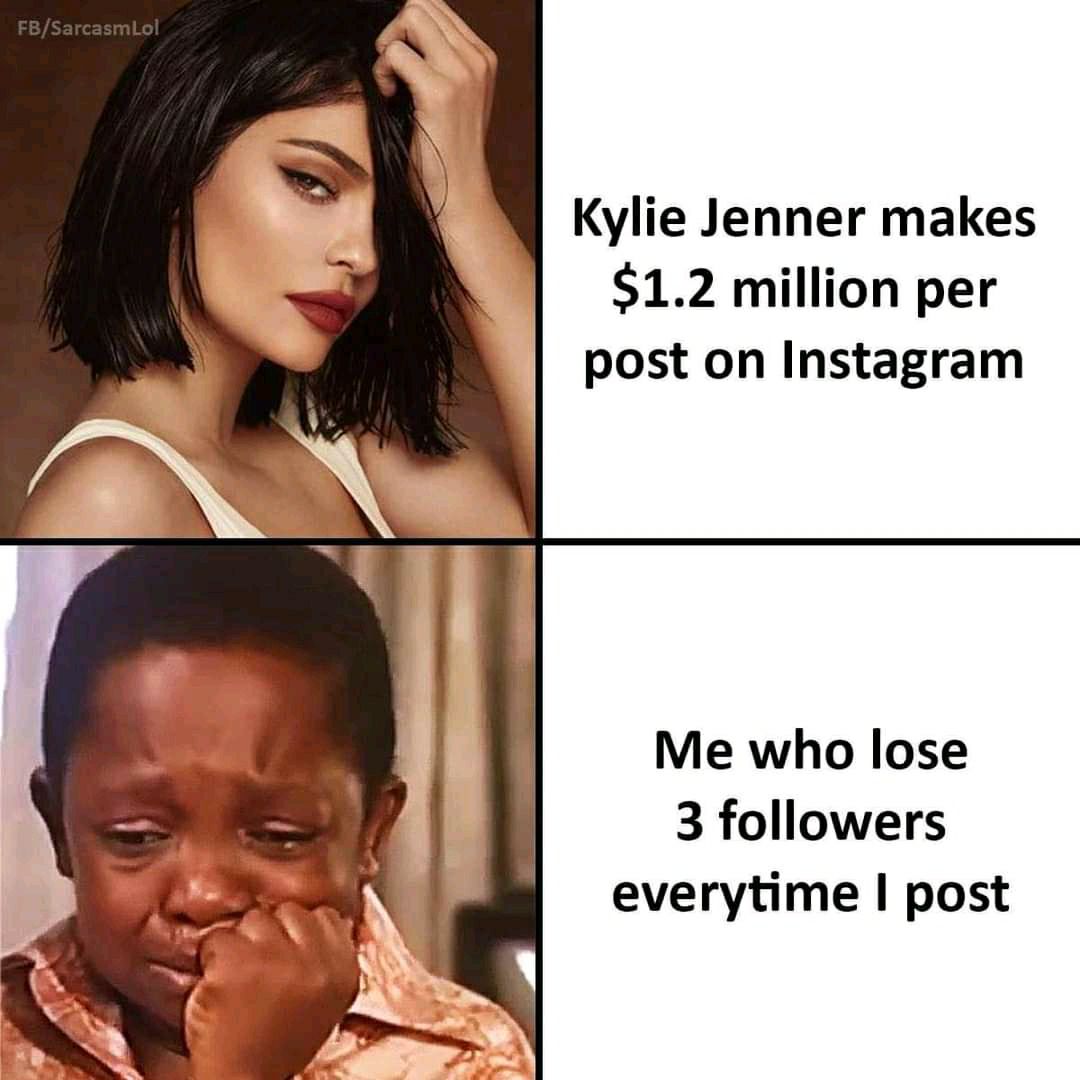 FB/SarcasmLol
Kylie Jenner makes
$1.2 million per
post on Instagram
Me who lose
3 followers
everytime I post